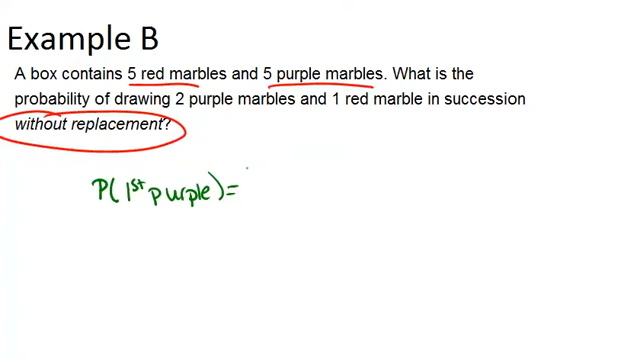 Example B
A box contains 5 red marbles and 5 purple marbles. What is the
probability of drawing 2 purple marbles and 1 red marble in succession
without replacement?
P(1st purple)=